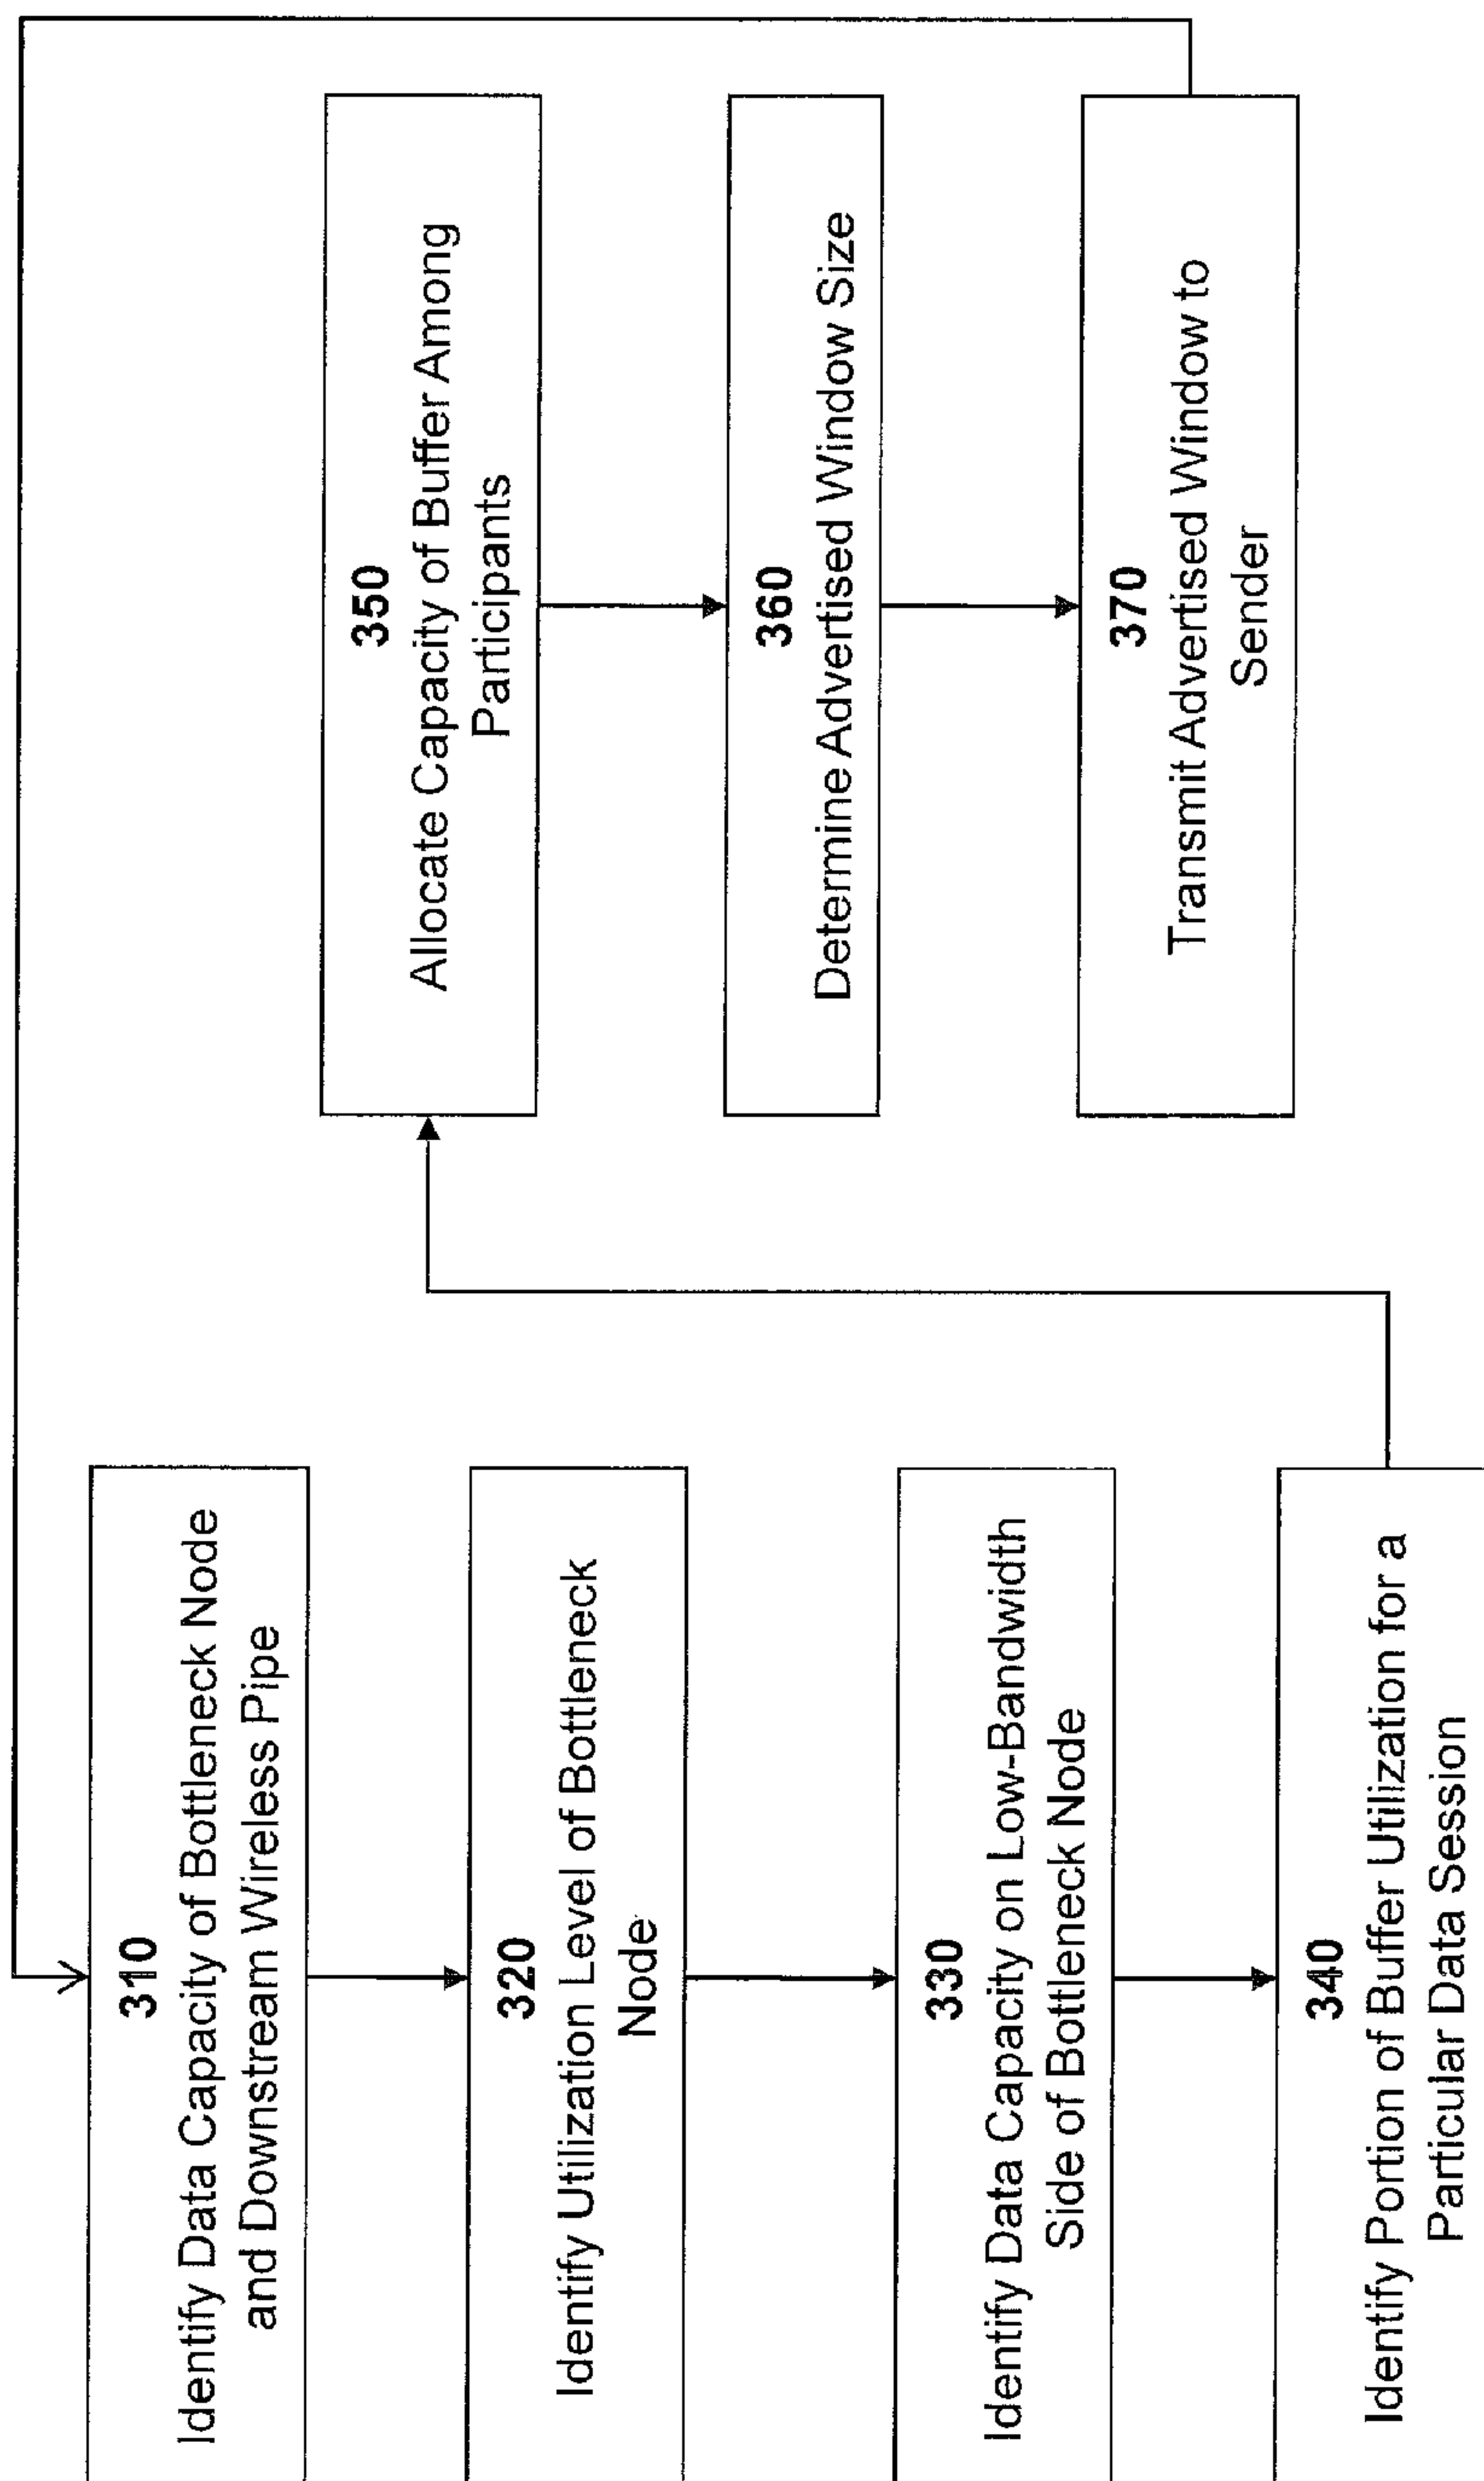 310
Identify Data Capacity of Bottleneck Node
and Downstream Wireless Pipe
320
Identify Utilization Level of Bottleneck
Node
330
Identify Data Capacity on Low-Bandwidth
Side of Bottleneck Node
340
Identify Portion of Buffer Utilization for a
Particular Data Session
350
Allocate Capacity of Buffer Among
Participants
360
Determine Advertised Window Size
370
Transmit Advertised Window to
Sender